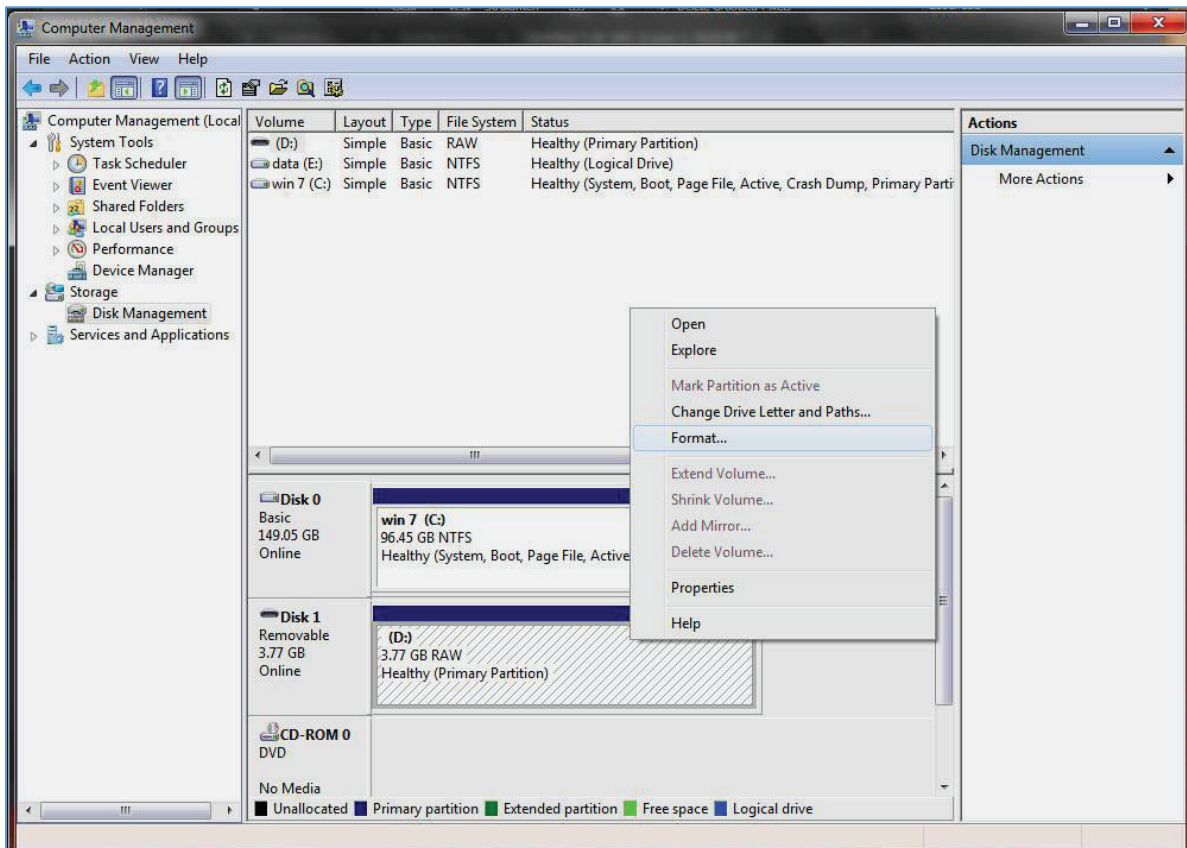 Computer Management
File Action View Help
Computer Management (Local
System Tools
Task Scheduler
Event Viewer
Shared Folders
Local Users and Groups
Performance
Device Manager
Storage
Disk Management
Services and Applications
Volume Layout Type File System Status
(D:) Simple Basic RAW Healthy (Primary Partition)
data (E:) Simple Basic NTFS Healthy (Logical Drive)
win 7 (C:) Simple Basic NTFS Healthy (System, Boot, Page File, Active, Crash Dump, Primary Parti
Open
Explore
Mark Partition as Active
Change Drive Letter and Paths...
Format...
Extend Volume...
Shrink Volume...
Add Mirror...
Delete Volume...
Properties
Help
Disk 0
Basic
149.05 GB
Online
win 7 (C:)
96.45 GB NTFS
Healthy (System, Boot, Page File, Active
Disk 1
Removable
3.77 GB
Online
(D:)
3.77 GB RAW
Healthy (Primary Partition)
CD-ROM 0
DVD
No Media
Unallocated Primary partition Extended partition Free space Logical drive
Actions
Disk Management
More Actions